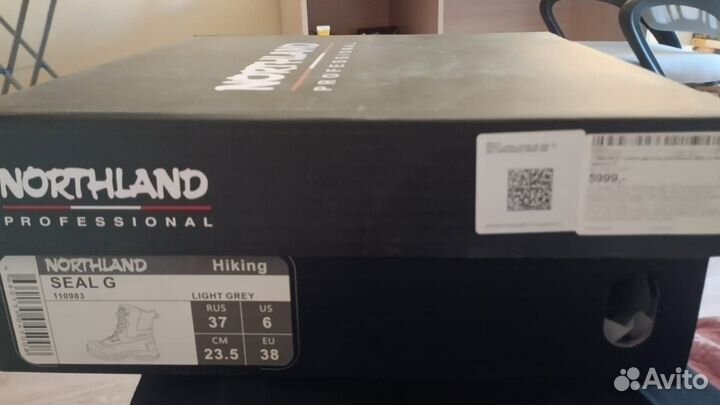 NORTHLAND
PROFESSIONAL
NORTHLAND
PROFESSIONAL
5999,-
NORTHLAND Hiking
SEAL G
110983
LIGHT GREY
RUS US
37 6
CM EU
23.5 38
Avito